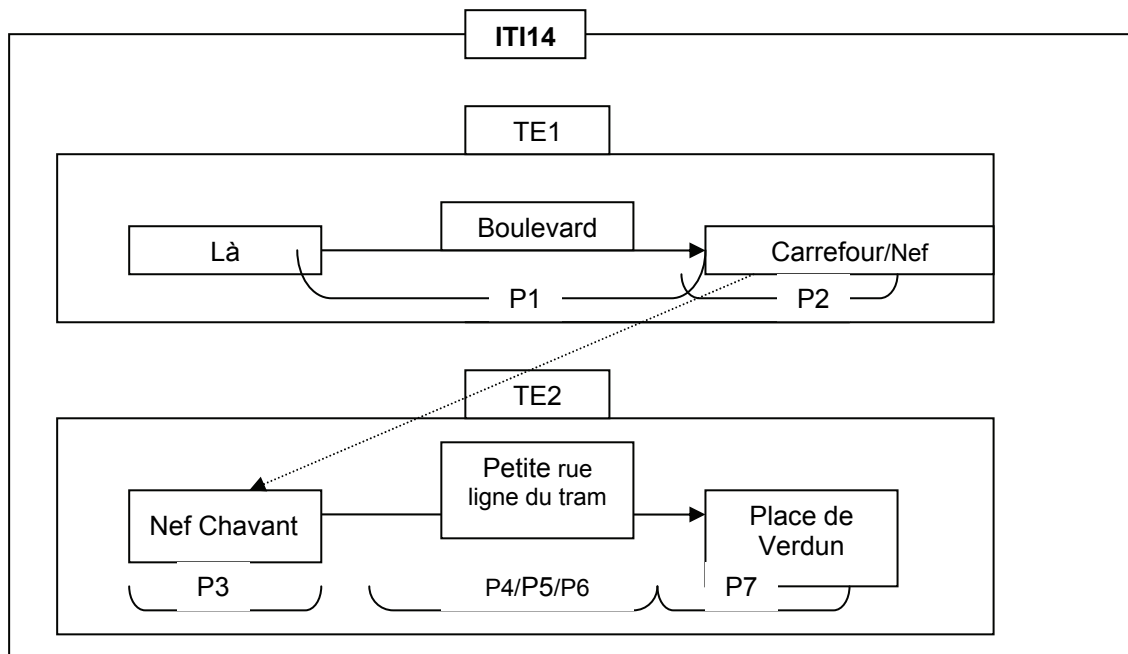 ITI14
TE1
Boulevard
Là
Carrefour/Nef
P1
P2
TE2
Petite rue
ligne du tram
Nef Chavant
Place de
Verdun
P3
P4/P5/P6
P7